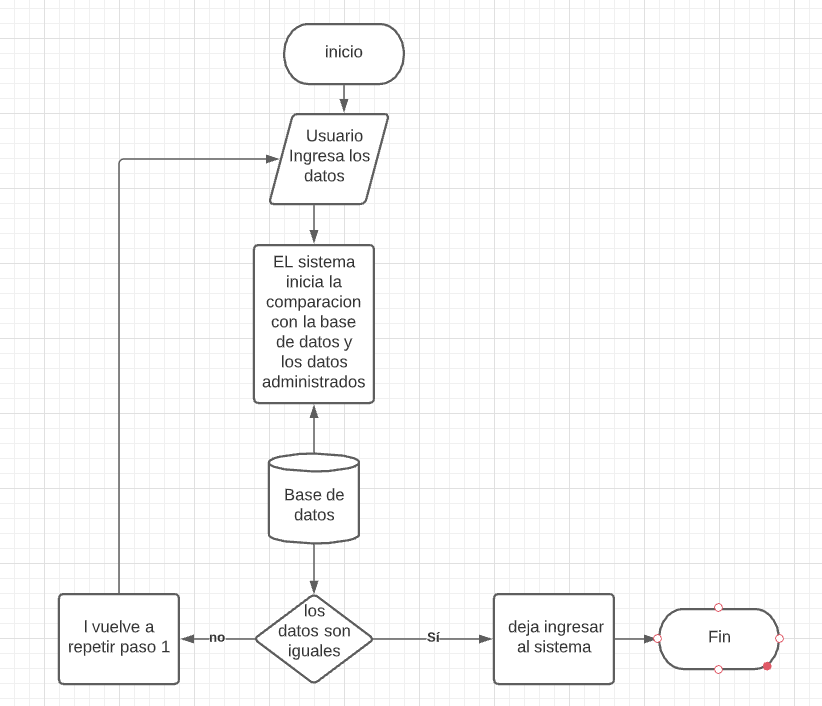 inicio
Usuario
Ingresa los
datos
EL sistema
inicia la
comparacion
con la base
de datos y
los datos
administrados
Base de
datos
los
datos son
iguales
no
l vuelve a
repetir paso 1
Sí
deja ingresar
al sistema
Fin